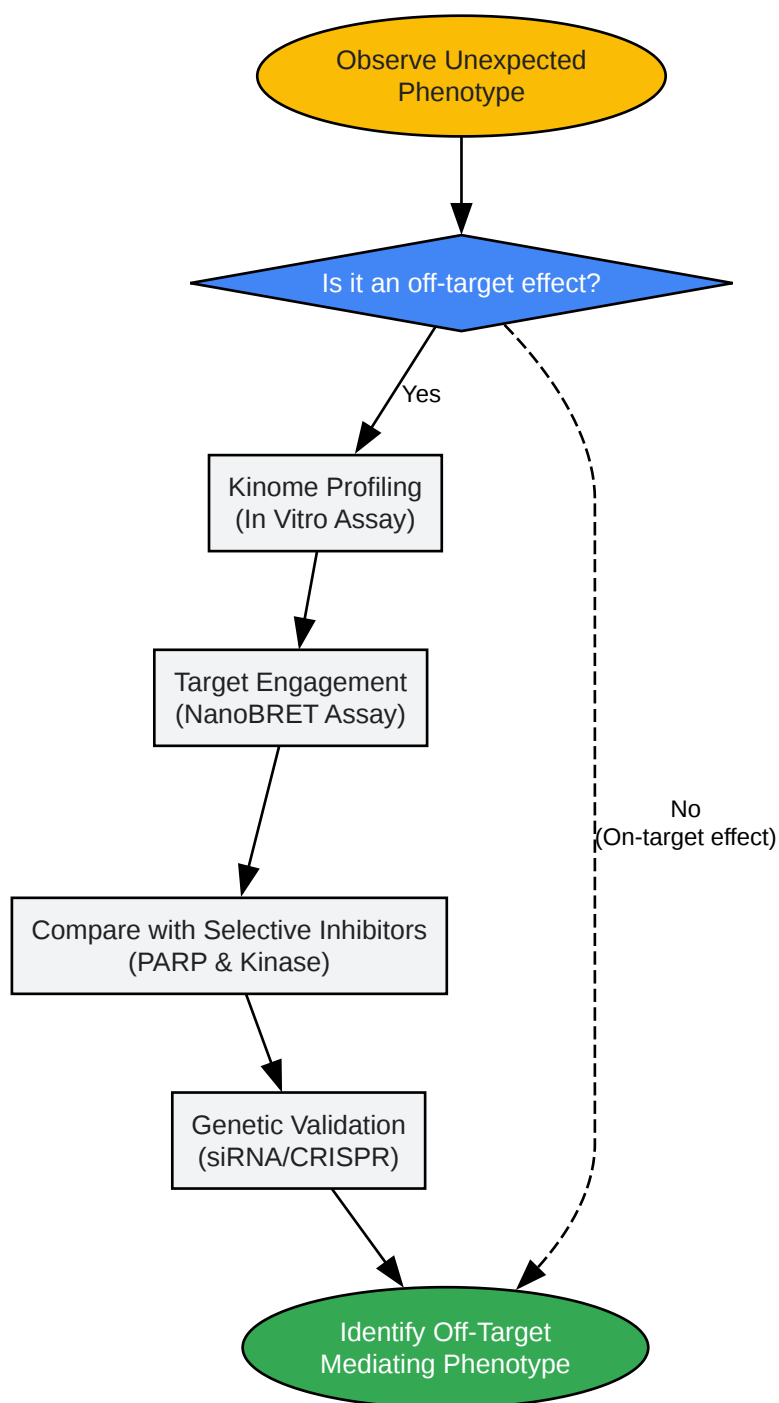 Observe Unexpected
Phenotype
Is it an off-target effect?
Yes
Kinome Profiling
(In Vitro Assay)
Target Engagement
(NanoBRET Assay)
No
(On-target effect)
Compare with Selective Inhibitors
(PARP & Kinase)
Genetic Validation
(siRNA/CRISPR)
Identify Off-Target
Mediating Phenotype